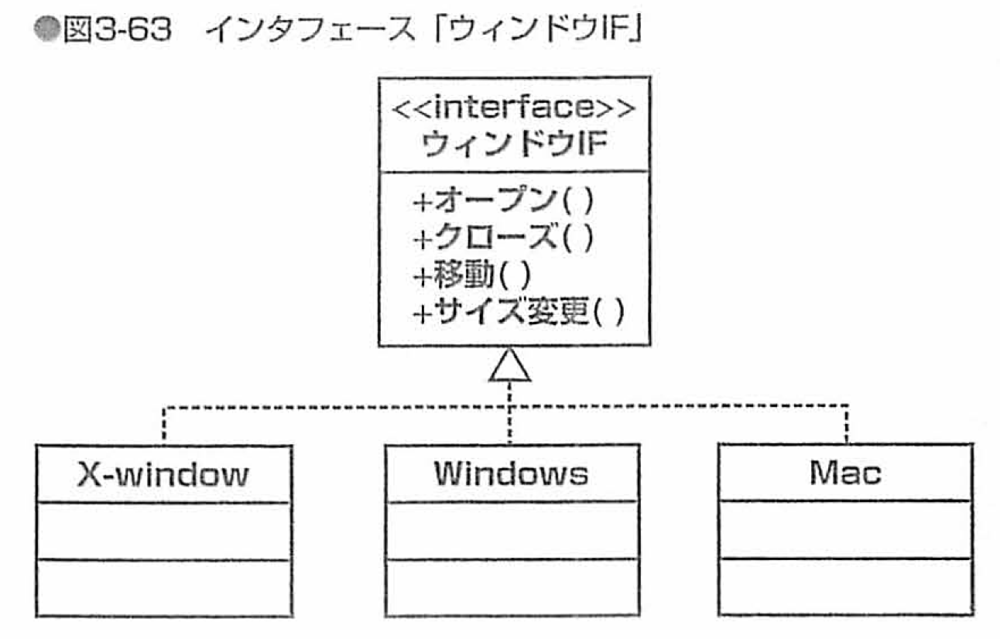 ●図3-63 インタフェース「ウィンドウIF」
<<interface>>
ウィンドウIF
+オープン( )
+クローズ( )
+移動( )
+サイズ変更( )
X-window
Windows
Mac